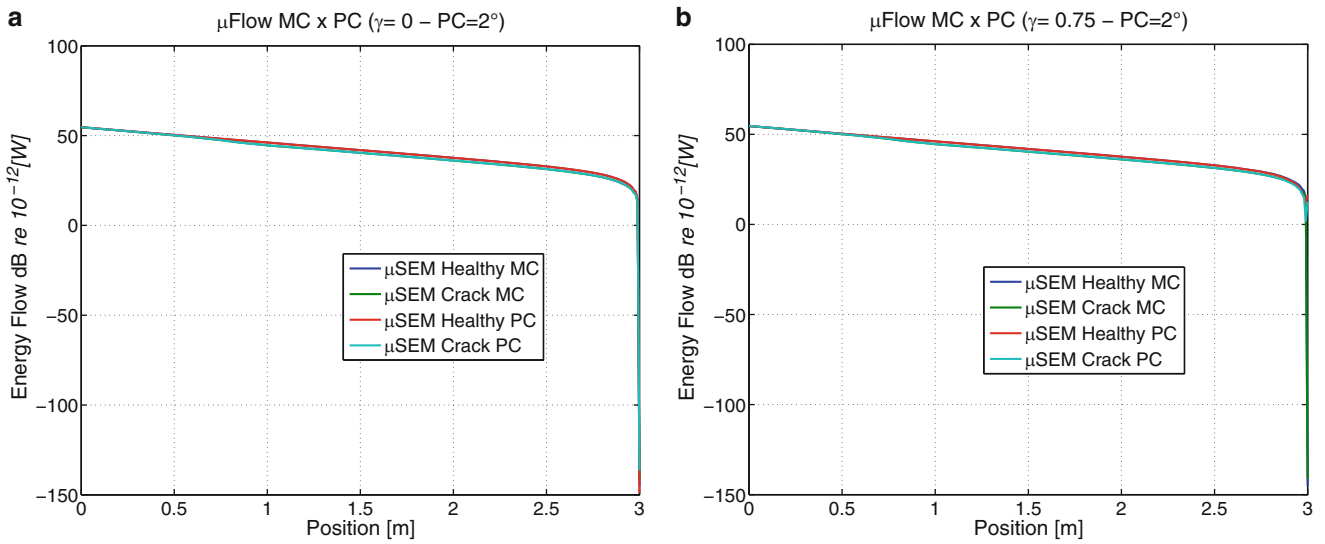 a
μFlow MC x PC (γ= 0 – PC=2°)
100
50
0
−50
−100
−150
Energy Flow dB re 10−12[W]
μSEM Healthy MC
μSEM Crack MC
μSEM Healthy PC
μSEM Crack PC
0 0.5 1 1.5 2 2.5 3
Position [m]
b
μFlow MC x PC (γ= 0.75 – PC=2°)
100
50
0
−50
−100
−150
Energy Flow dB re 10−12[W]
μSEM Healthy MC
μSEM Crack MC
μSEM Healthy PC
μSEM Crack PC
0 0.5 1 1.5 2 2.5 3
Position [m]